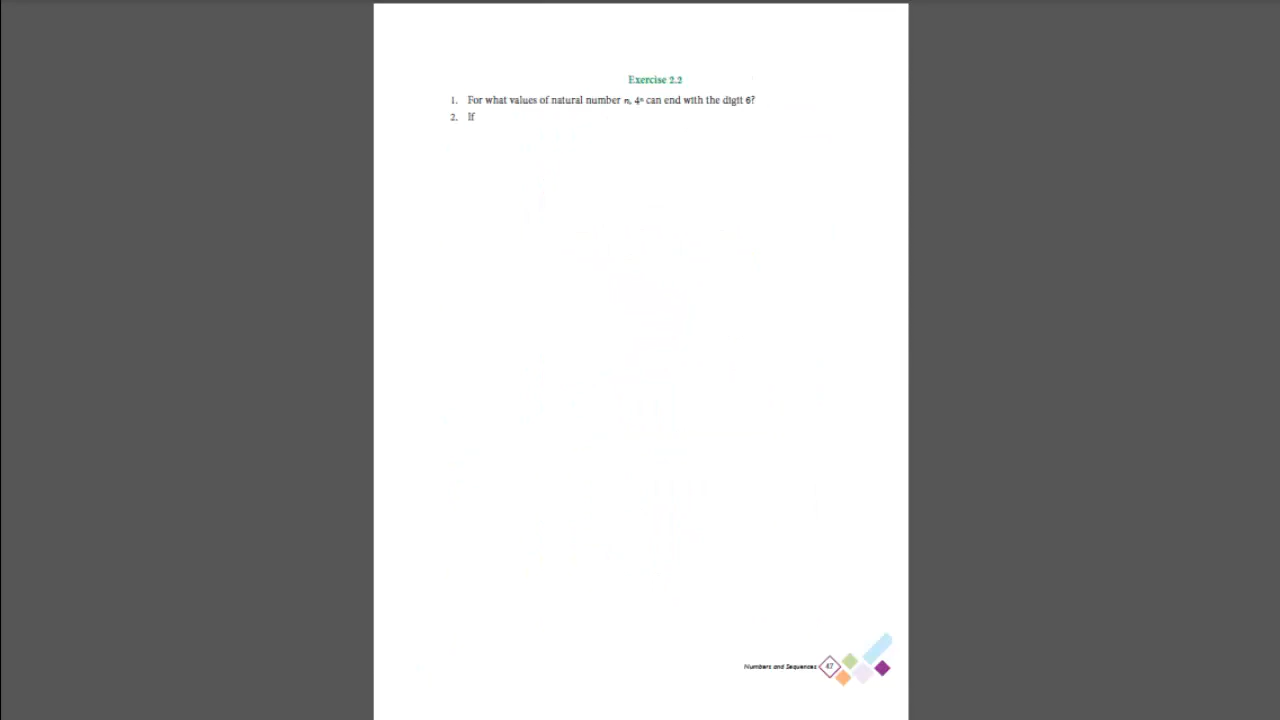 Exercise 2.2
1. For what values of natural number n, 4ⁿ can end with the digit 6?
2. If
Numbers and Sequences 47